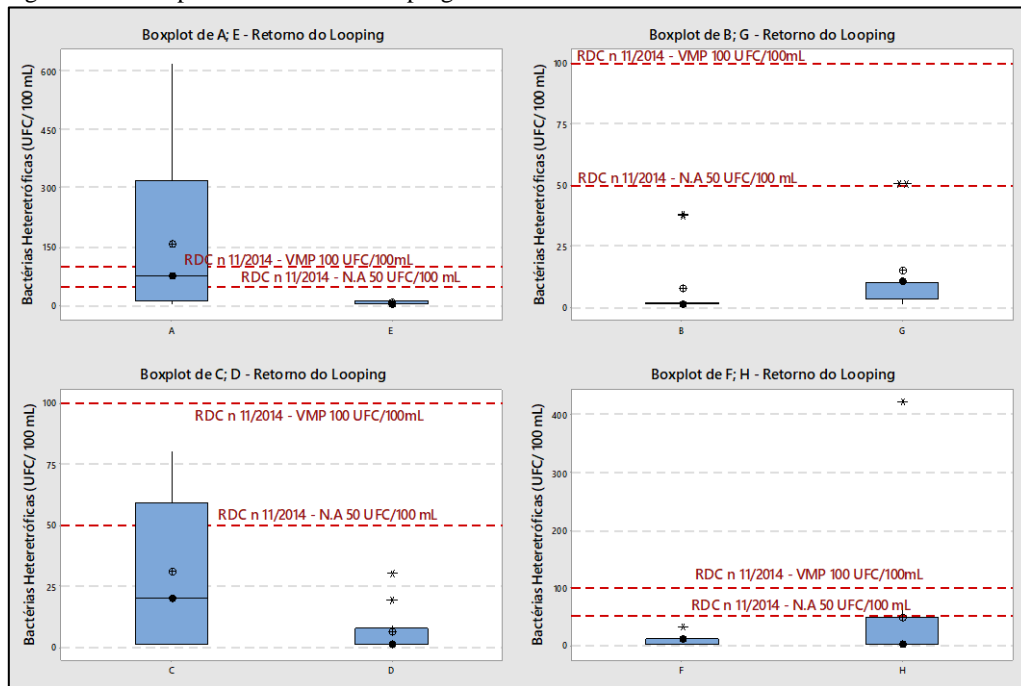 Boxplot de A; E - Retorno do Looping
Bactérias Heteretróficas (UFC/ 100 mL)
600
450
300
150
0
RDC n 11/2014 - VMP 100 UFC/100mL
RDC n 11/2014 - N.A 50 UFC/100 mL
A
E
Boxplot de B; G - Retorno do Looping
Bactérias Heteretróficas (UFC/ 100 mL)
100
75
50
25
0
RDC n 11/2014 - VMP 100 UFC/100mL
RDC n 11/2014 - N.A 50 UFC/100 mL
B
G
Boxplot de C; D - Retorno do Looping
Bactérias Heteretróficas (UFC/ 100 mL)
100
75
50
25
0
RDC n 11/2014 - VMP 100 UFC/100mL
RDC n 11/2014 - N.A 50 UFC/100 mL
C
D
Boxplot de F; H - Retorno do Looping
Bactérias Heteretróficas (UFC/ 100 mL)
400
300
200
100
0
RDC n 11/2014 - VMP 100 UFC/100mL
RDC n 11/2014 - N.A 50 UFC/100 mL
F
H